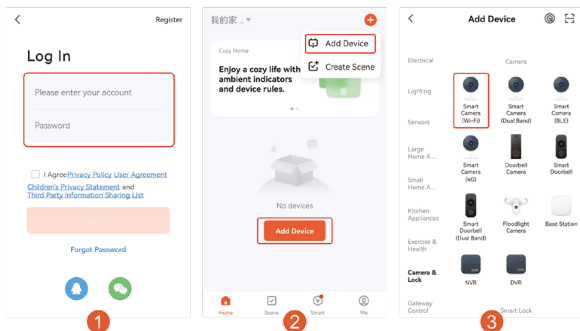 Register
Log In
Please enter your account
Password
I Agree Privacy Policy User Agreement
Children's Privacy Statement and
Third Party Information Sharing List
Log In
Forgot Password
1
我的家 ..
Add Device
Create Scene
Cozy Home
Enjoy a cozy life with
ambient indicators
and device rules.
No devices
Add Device
Home
Scene
Smart
Me
2
Add Device
Electrical
Lighting
Sensors
Large
Home A...
Small
Home A...
Kitchen
Appliances
Exercise &
Health
Camera &
Lock
Gateway
Control
Camera
Smart
Camera
(Wi-Fi)
Smart
Camera
(Dual Band)
Smart
Camera
(BLE)
Smart
Camera
(4G)
Doorbell
Camera
Smart
Doorbell
Smart
Doorbell
(Dual Band)
Floodlight
Camera
Base Station
NVR
DVR
Smart Lock
3